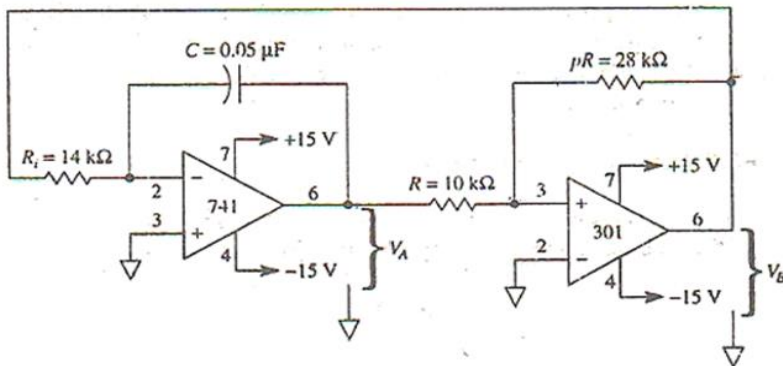 C = 0.05 µF
pR = 28 kΩ
R_i = 14 kΩ
7
+15 V
2
−
741
6
3
+
4
−15 V
V_A
R = 10 kΩ
3
+
7
+15 V
301
6
2
−
4
−15 V
V_B